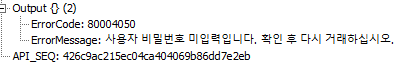 Output {} (2)
ErrorCode: 80004050
ErrorMessage: 사용자 비밀번호 미입력입니다. 확인 후 다시 거래하십시오.
API_SEQ: 426c9ac215ec04ca404069b86dd7e2eb